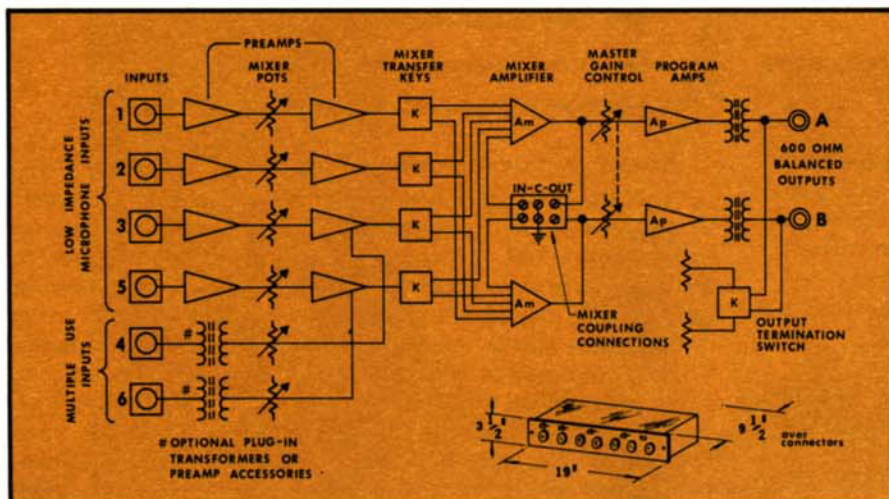 PREAMPS
INPUTS
MIXER
POTS
MIXER
TRANSFER
KEYS
MIXER
AMPLIFIER
MASTER
GAIN
CONTROL
PROGRAM
AMPS
LOW IMPEDANCE
MICROPHONE INPUTS
1
2
3
5
K
K
K
K
Am
Am
IN-C-OUT
Ap
Ap
A
600 OHM
BALANCED
OUTPUTS
B
MIXER
COUPLING
CONNECTIONS
K
OUTPUT
TERMINATION
SWITCH
MULTIPLE USE
INPUTS
4
#
6
#
# OPTIONAL PLUG-IN
TRANSFORMERS OR
PREAMP ACCESSORIES
3 1/2"
19"
9 1/2"
over
connectors